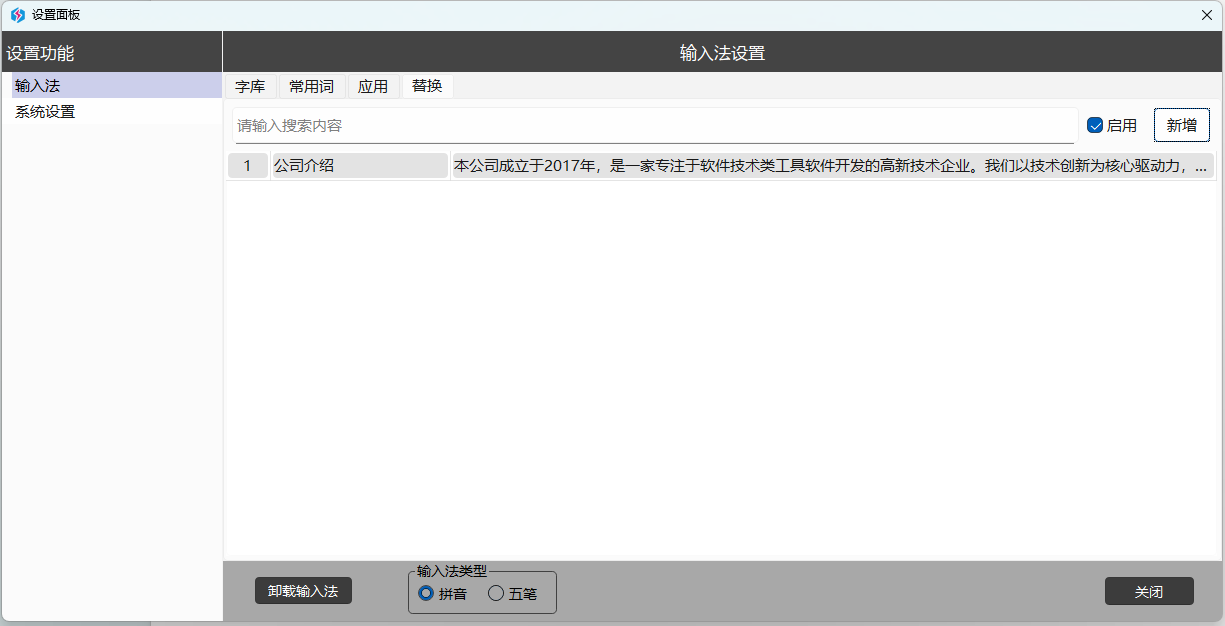 设置面板
设置功能
输入法设置
输入法
系统设置
字库 常用词 应用 替换
请输入搜索内容
启用 新增
1 公司介绍 本公司成立于2017年，是一家专注于软件技术类工具软件开发的高新技术企业。我们以技术创新为核心驱动力，...
卸载输入法
输入法类型
拼音 五笔
关闭